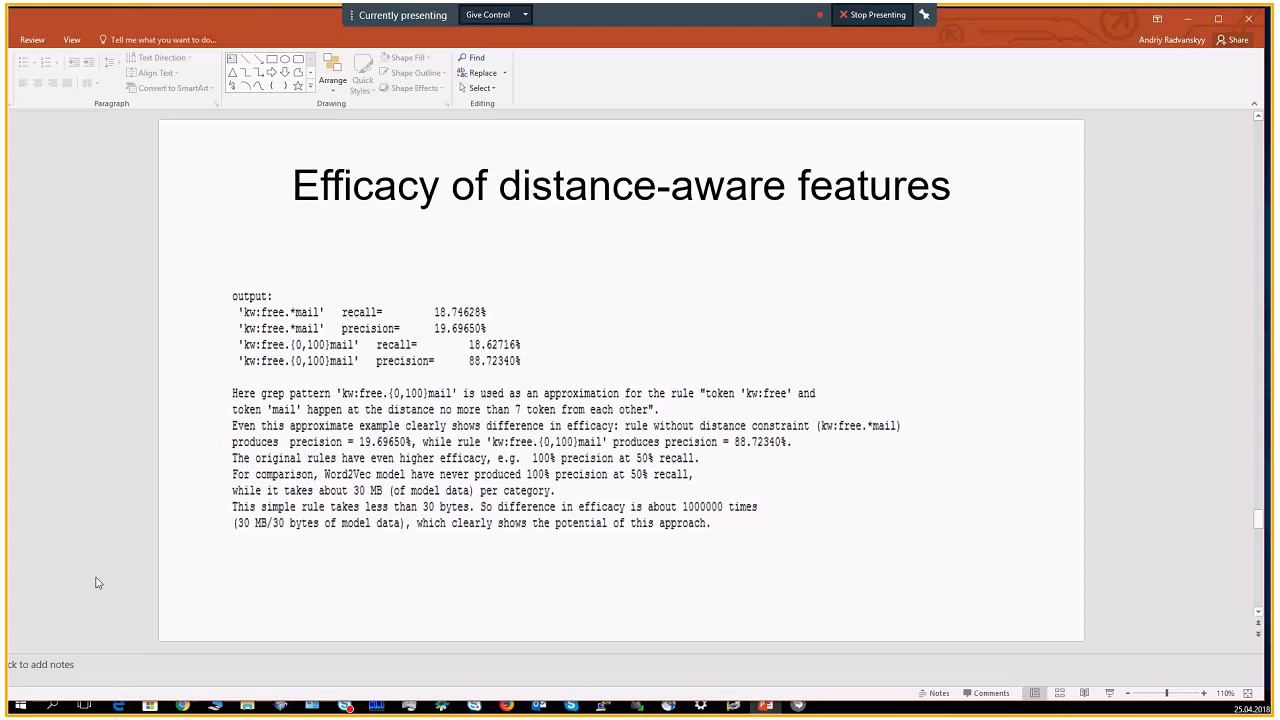 Currently presenting
Give Control
Stop Presenting
Review
View
Tell me what you want to do...
Andriy Radvanskyy
Share
Text Direction
Align Text
Convert to SmartArt
Arrange
Quick
Styles
Shape Fill
Shape Outline
Shape Effects
Find
Replace
Select
Paragraph
Drawing
Editing
Efficacy of distance-aware features
output:
'kw:free.*mail' recall= 18.74628%
'kw:free.*mail' precision= 19.69650%
'kw:free.{0,100}mail' recall= 18.62716%
'kw:free.{0,100}mail' precision= 88.72340%
Here grep pattern 'kw:free.{0,100}mail' is used as an approximation for the rule "token 'kw:free' and
token 'mail' happen at the distance no more than 7 token from each other".
Even this approximate example clearly shows difference in efficacy: rule without distance constraint (kw:free.*mail)
produces precision = 19.69650%, while rule 'kw:free.{0,100}mail' produces precision = 88.72340%.
The original rules have even higher efficacy, e.g. 100% precision at 50% recall.
For comparison, Word2Vec model have never produced 100% precision at 50% recall,
while it takes about 30 MB (of model data) per category.
This simple rule takes less than 30 bytes. So difference in efficacy is about 1000000 times
(30 MB/30 bytes of model data), which clearly shows the potential of this approach.
ck to add notes
Notes
Comments
110%
25.04.2018